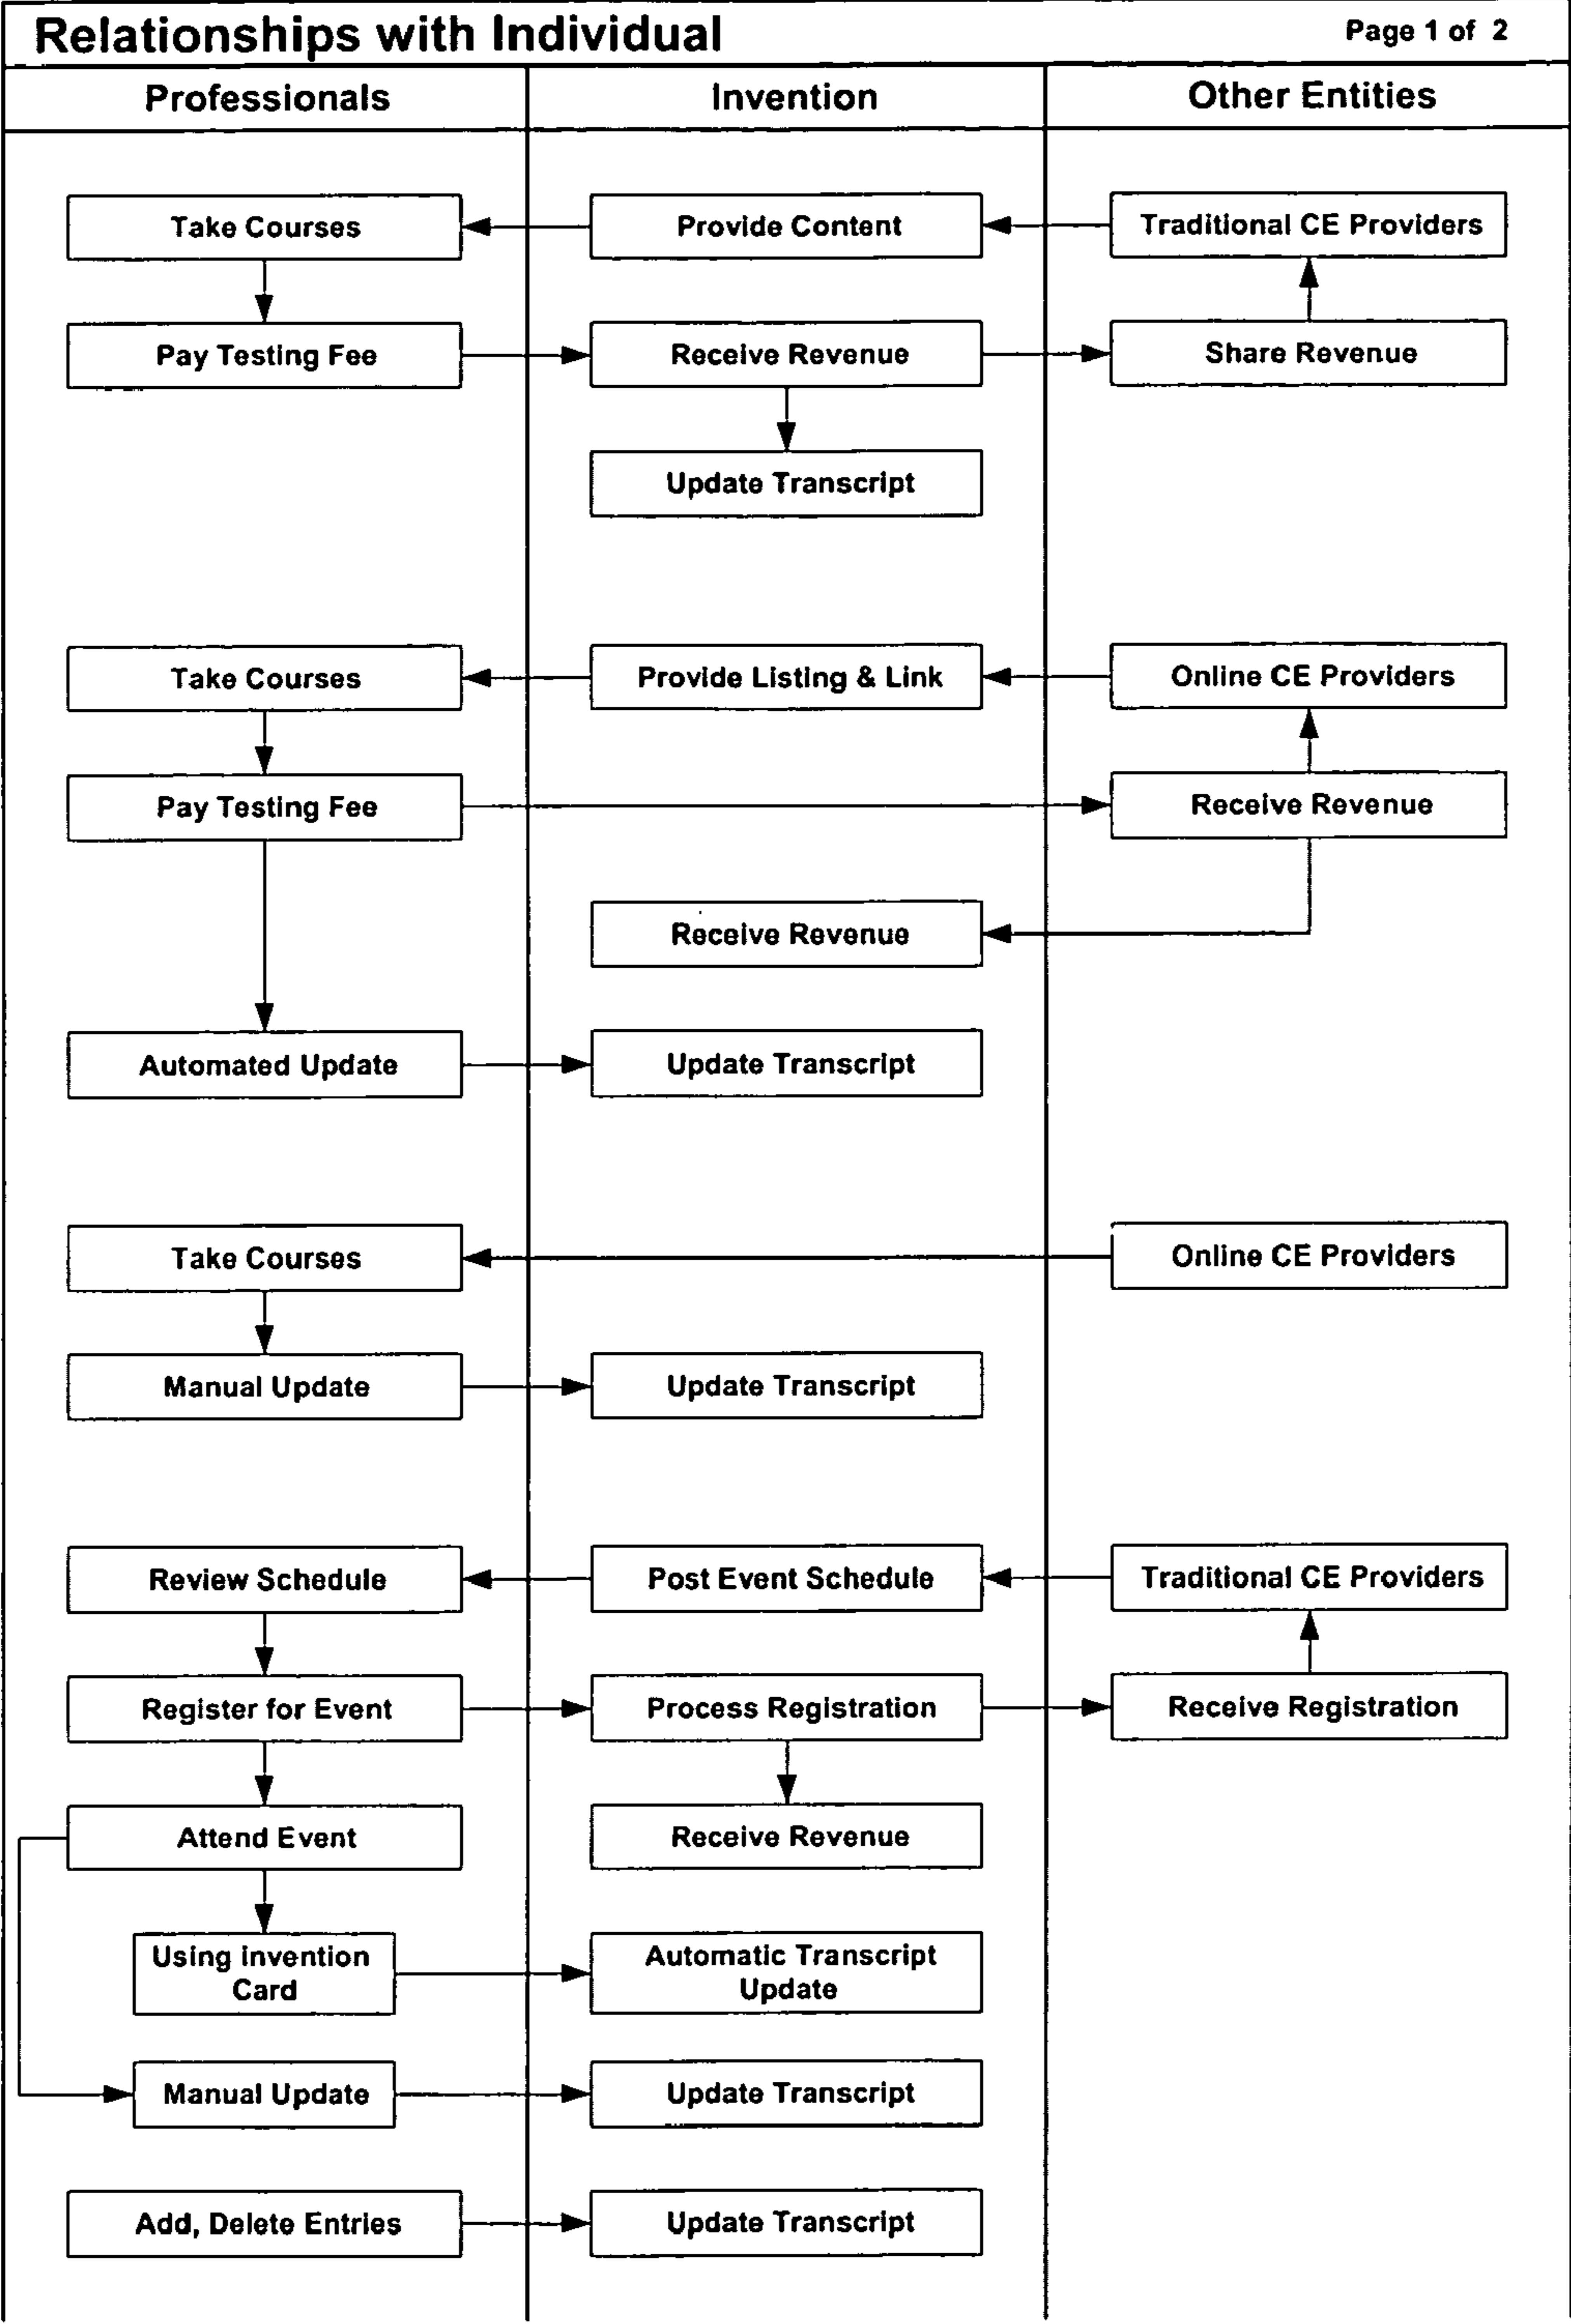 Relationships with Individual
Page 1 of 2
Professionals
Invention
Other Entities
Take Courses
Provide Content
Traditional CE Providers
Pay Testing Fee
Receive Revenue
Share Revenue
Update Transcript
Take Courses
Provide Listing & Link
Online CE Providers
Pay Testing Fee
Receive Revenue
Receive Revenue
Automated Update
Update Transcript
Take Courses
Online CE Providers
Manual Update
Update Transcript
Review Schedule
Post Event Schedule
Traditional CE Providers
Register for Event
Process Registration
Receive Registration
Attend Event
Receive Revenue
Using Invention
Card
Automatic Transcript
Update
Manual Update
Update Transcript
Add, Delete Entries
Update Transcript